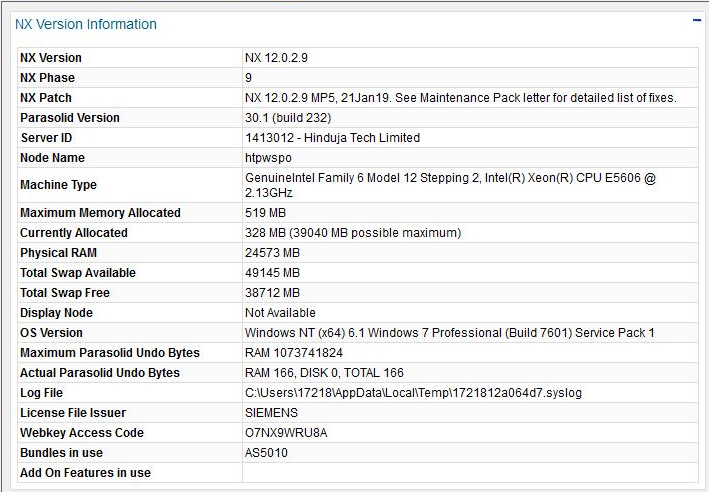 NX Version Information
NX Version NX 12.0.2.9
NX Phase 9
NX Patch NX 12.0.2.9 MP5, 21Jan19. See Maintenance Pack letter for detailed list of fixes.
Parasolid Version 30.1 (build 232)
Server ID 1413012 - Hinduja Tech Limited
Node Name htpwspo
Machine Type GenuineIntel Family 6 Model 12 Stepping 2, Intel(R) Xeon(R) CPU E5606 @
2.13GHz
Maximum Memory Allocated 519 MB
Currently Allocated 328 MB (39040 MB possible maximum)
Physical RAM 24573 MB
Total Swap Available 49145 MB
Total Swap Free 38712 MB
Display Node Not Available
OS Version Windows NT (x64) 6.1 Windows 7 Professional (Build 7601) Service Pack 1
Maximum Parasolid Undo Bytes RAM 1073741824
Actual Parasolid Undo Bytes RAM 166, DISK 0, TOTAL 166
Log File C:\Users\17218\AppData\Local\Temp\1721812a064d7.syslog
License File Issuer SIEMENS
Webkey Access Code O7NX9WRU8A
Bundles in use AS5010
Add On Features in use